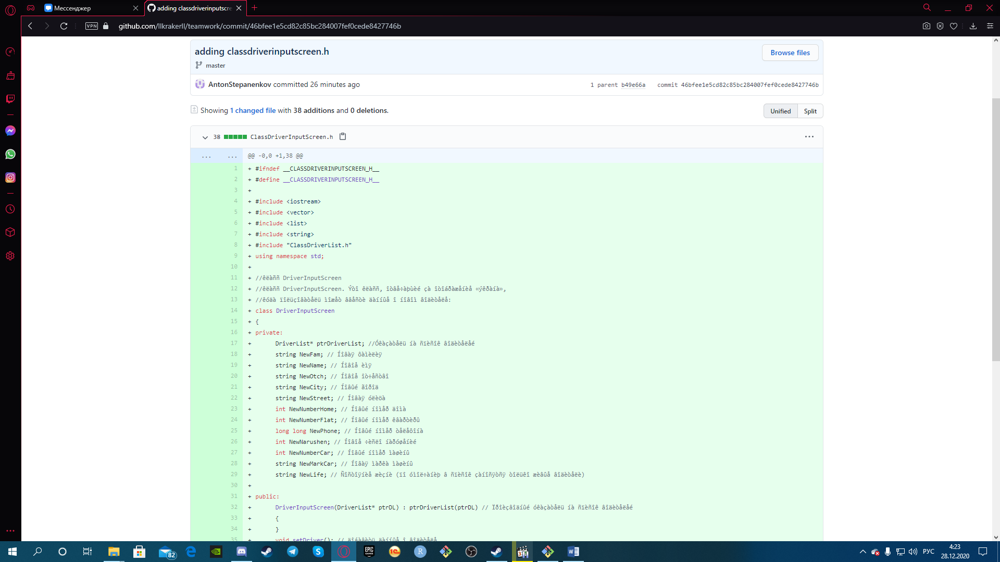 Мессенджер
adding classdriverinputscre
VPN
github.com/llkrakerll/teamwork/commit/46bfee1e5cd82c85bc284007fef0cede8427746b
adding classdriverinputscreen.h
Browse files
master
AntonStepanenkov committed 26 minutes ago
1 parent b49e66a commit 46bfee1e5cd82c85bc284007fef0cede8427746b
Showing 1 changed file with 38 additions and 0 deletions.
Unified Split
38 ClassDriverInputScreen.h
... ... @@ -0,0 +1,38 @@
1 + #ifndef __CLASSDRIVERINPUTSCREEN_H__
2 + #define __CLASSDRIVERINPUTSCREEN_H__
3 +
4 + #include <iostream>
5 + #include <vector>
6 + #include <list>
7 + #include <string>
8 + #include "ClassDriverList.h"
9 + using namespace std;
10 +
11 + //êëàññ DriverInputScreen
12 + //êëàññ DriverInputScreen. Ýòî êëàññ, îòâå÷àþùèé çà îòîáðàæåíèå «ýêðàíà»,
13 + //êóäà ïîëüçîâàòåëü ìîæåò ââåñòè äàííûå î íîâîì âîäèòåëå:
14 + class DriverInputScreen
15 + {
16 + private:
17 + DriverList* ptrDriverList; //Óêàçàòåëü íà ñïèñîê âîäèòåëåé
18 + string NewFam; // Íîâàÿ ôàìèëèÿ
19 + string NewName; // Íîâîå èìÿ
20 + string NewOtch; // Íîâîå îò÷åñòâî
21 + string NewCity; // Íîâûé ãîðîä
22 + string NewStreet; // Íîâàÿ óëèöà
23 + int NewNumberHome; // Íîâûé íîìåð äîìà
24 + int NewNumberFlat; // Íîâûé íîìåð êâàðòèðû
25 + long long NewPhone; // Íîâûé íîìåð òåëåôîíà
26 + int NewNarushen; // Íîâîå ÷èñëî íàðóøåíèé
27 + int NewNumberCar; // Íîâûé íîìåð ìàøèíû
28 + string NewMarkCar; // Íîâàÿ ìàðêà ìàøèíû
29 + string NewLife; // Ñîñòîÿíèå æèçíè (ïî óìîë÷àíèþ â ñïèñîê çàíîñÿòñÿ òîëüêî æèâûå âîäèòåëè)
30 +
31 + public:
32 + DriverInputScreen(DriverList* ptrDL) : ptrDriverList(ptrDL) // Ïðîèçâîäíûé óêàçàòåëü íà ñïèñîê âîäèòåëåé
33 + {
34 + }
35 + void setDriver(); // äîáàâèòü äàííûå î âîäèòåëå
82
EPIC GAMES
1C
R
311
W
РУС
4:23
28.12.2020